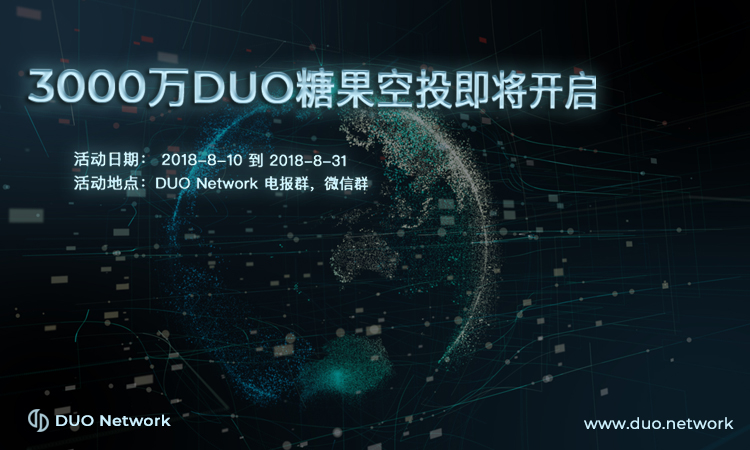 3000万DUO糖果空投即将开启
活动日期： 2018-8-10 到 2018-8-31
活动地点：DUO Network 电报群，微信群
DUO Network
www.duo.network